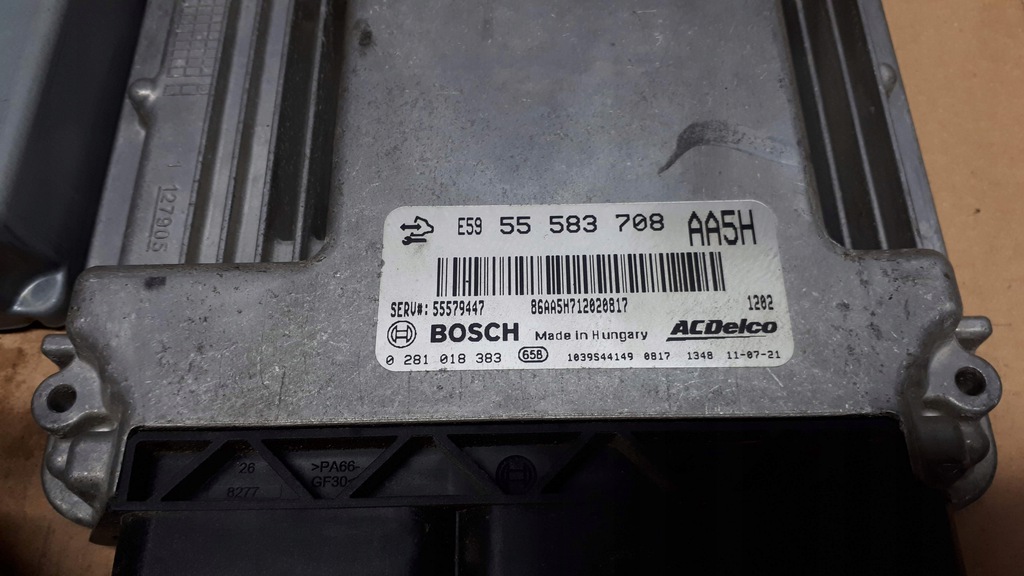 127905
E59 55 583 708 AA5H
SERV#: 55579447 86AA5H712020817 1202
BOSCH Made in Hungary ACDelco
0 281 018 383 65B 1039S44149 0817 1348 11-07-21
26 >PA66-
8277 GF30<